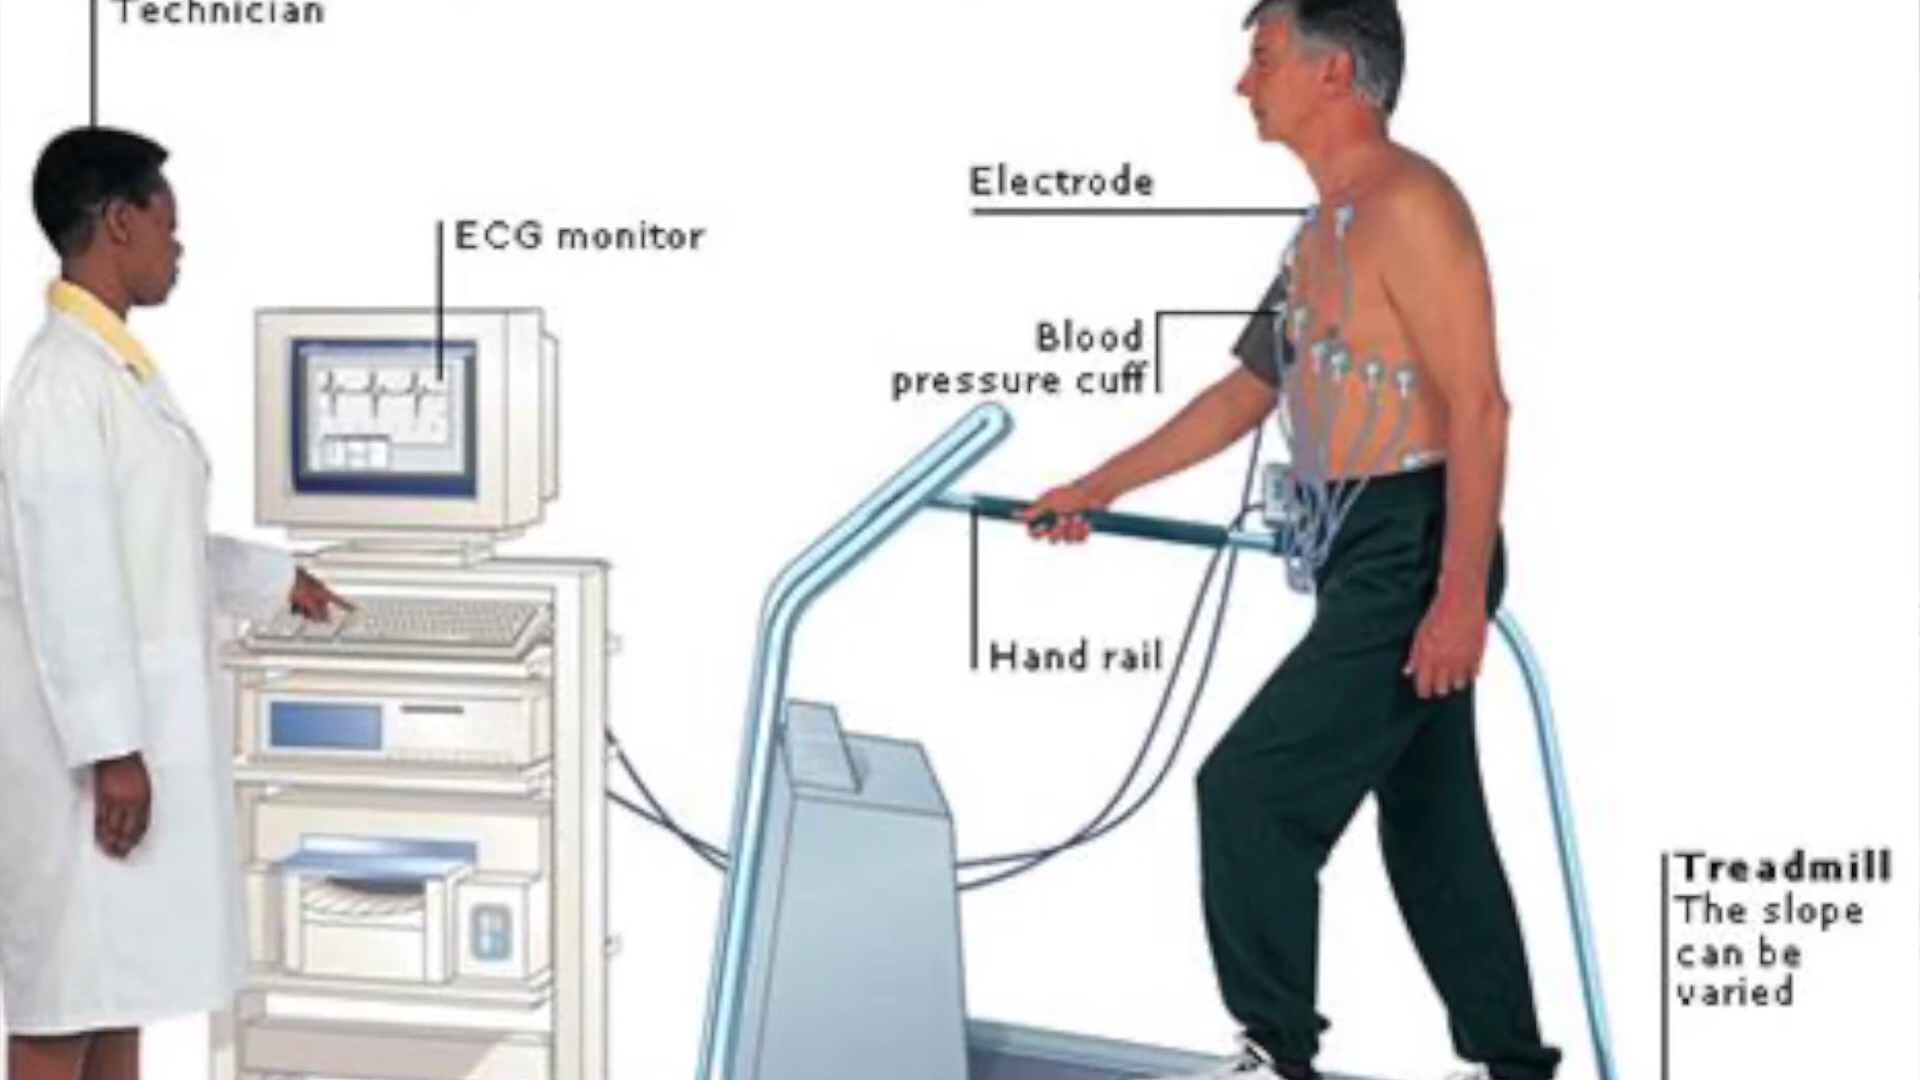 Technician
Electrode
ECG monitor
Blood
pressure cuff
Hand rail
Treadmill
The slope
can be
varied